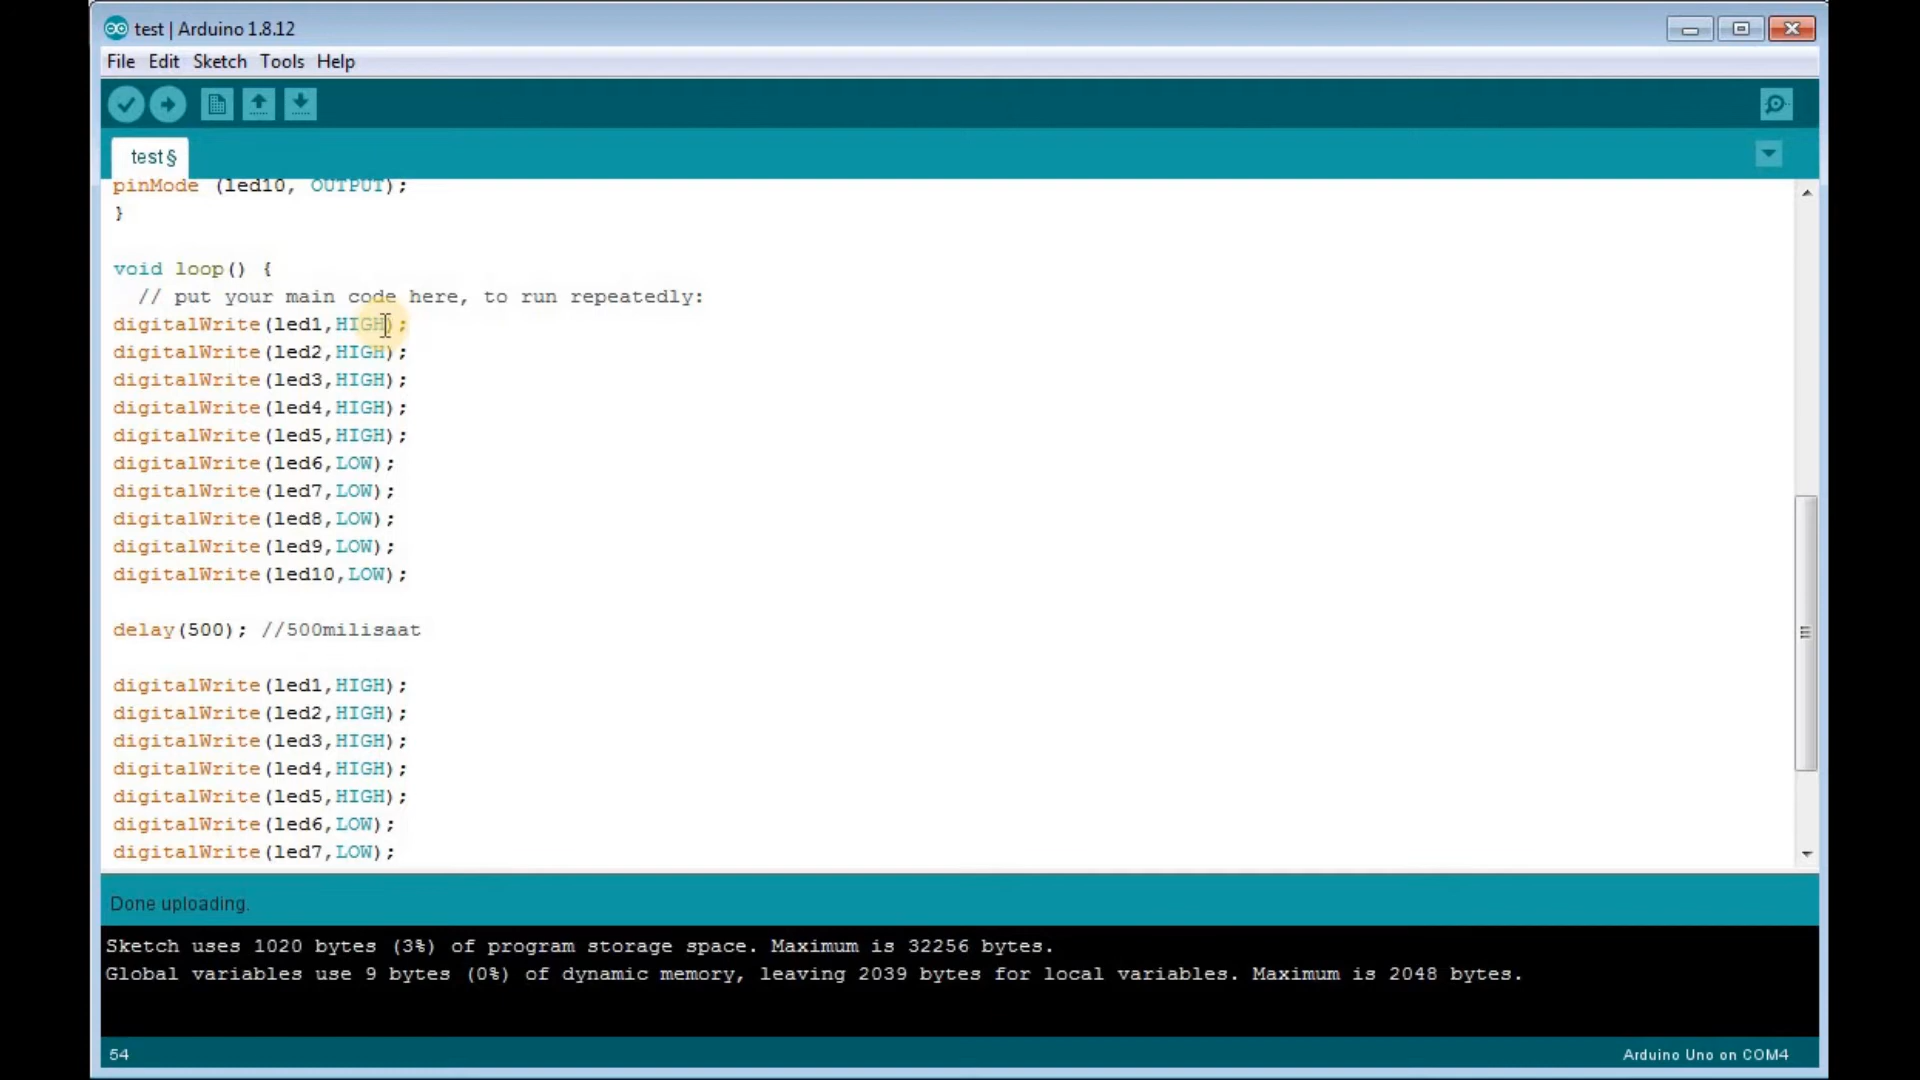 test | Arduino 1.8.12
File Edit Sketch Tools Help
test §
pinMode (led10, OUTPUT);
}
void loop() {
// put your main code here, to run repeatedly:
digitalWrite(led1,HIGH);
digitalWrite(led2,HIGH);
digitalWrite(led3,HIGH);
digitalWrite(led4,HIGH);
digitalWrite(led5,HIGH);
digitalWrite(led6,LOW);
digitalWrite(led7,LOW);
digitalWrite(led8,LOW);
digitalWrite(led9,LOW);
digitalWrite(led10,LOW);
delay(500); //500milisaat
digitalWrite(led1,HIGH);
digitalWrite(led2,HIGH);
digitalWrite(led3,HIGH);
digitalWrite(led4,HIGH);
digitalWrite(led5,HIGH);
digitalWrite(led6,LOW);
digitalWrite(led7,LOW);
Done uploading.
Sketch uses 1020 bytes (3%) of program storage space. Maximum is 32256 bytes.
Global variables use 9 bytes (0%) of dynamic memory, leaving 2039 bytes for local variables. Maximum is 2048 bytes.
54
Arduino Uno on COM4